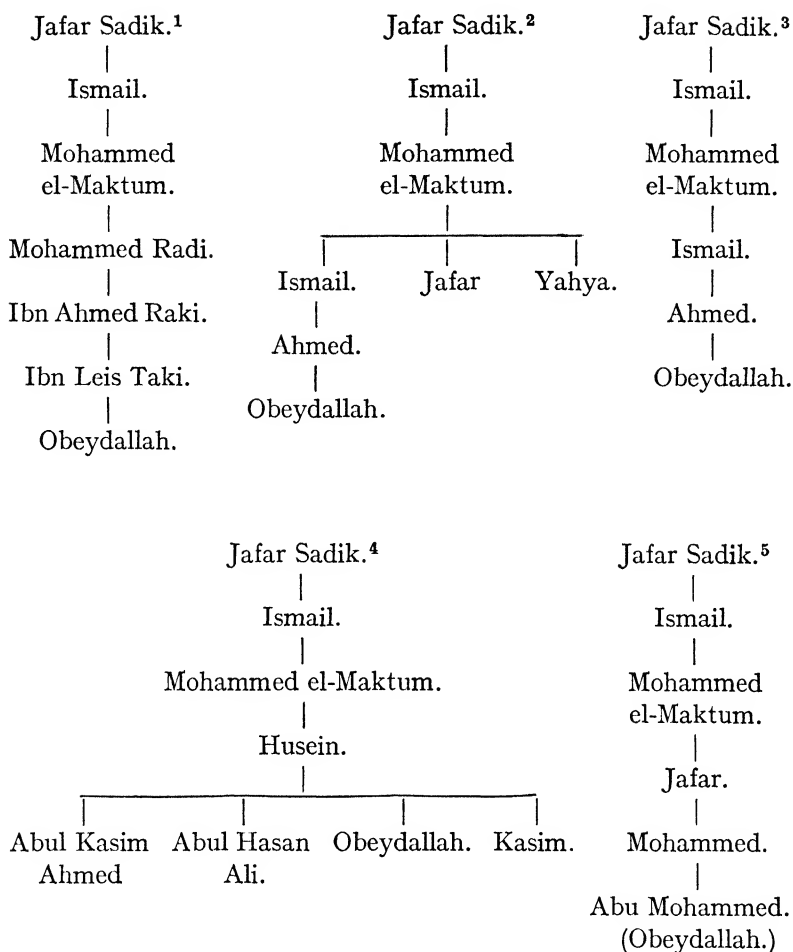 Jafar Sadik.¹
Ismail.
Mohammed
el-Maktum.
Mohammed Radi.
Ibn Ahmed Raki.
Ibn Leis Taki.
Obeydallah.
Jafar Sadik.²
Ismail.
Mohammed
el-Maktum.
Ismail.
Jafar
Yahya.
Ahmed.
Obeydallah.
Jafar Sadik.³
Ismail.
Mohammed
el-Maktum.
Ismail.
Ahmed.
Obeydallah.
Jafar Sadik.⁴
Ismail.
Mohammed el-Maktum.
Husein.
Abul Kasim
Ahmed
Abul Hasan
Ali.
Obeydallah.
Kasim.
Jafar Sadik.⁵
Ismail.
Mohammed
el-Maktum.
Jafar.
Mohammed.
Abu Mohammed.
(Obeydallah.)